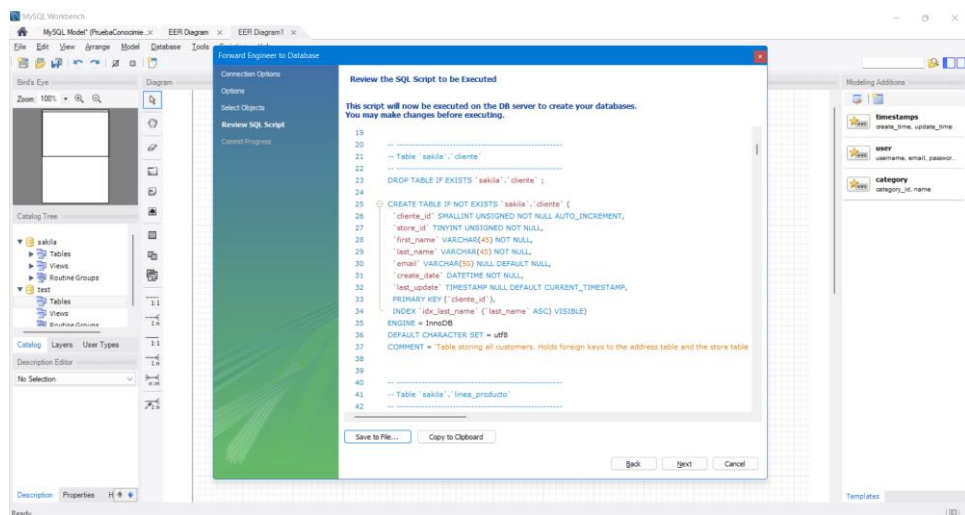 MySQL Workbench
MySQL Model* (PruebaConocimie... × EER Diagram × EER Diagram1 ×
File Edit View Arrange Model Database Tools
Forward Engineer to Database
Bird's Eye
Zoom: 100%
Diagram
Connection Options
Options
Select Objects
Review SQL Script
Commit Progress
Review the SQL Script to be Executed
This script will now be executed on the DB server to create your databases.
You may make changes before executing.
19
20 -- -----------------------------------------------------
21 -- Table `sakila`.`cliente`
22 -- -----------------------------------------------------
23 DROP TABLE IF EXISTS `sakila`.`cliente` ;
24
25 CREATE TABLE IF NOT EXISTS `sakila`.`cliente` (
26 `cliente_id` SMALLINT UNSIGNED NOT NULL AUTO_INCREMENT,
27 `store_id` TINYINT UNSIGNED NOT NULL,
28 `first_name` VARCHAR(45) NOT NULL,
29 `last_name` VARCHAR(45) NOT NULL,
30 `email` VARCHAR(50) NULL DEFAULT NULL,
31 `create_date` DATETIME NOT NULL,
32 `last_update` TIMESTAMP NULL DEFAULT CURRENT_TIMESTAMP,
33 PRIMARY KEY (`cliente_id`),
34 INDEX `idx_last_name` (`last_name` ASC) VISIBLE)
35 ENGINE = InnoDB
36 DEFAULT CHARACTER SET = utf8
37 COMMENT = 'Table storing all customers. Holds foreign keys to the address table and the store table
38
39
40 -- -----------------------------------------------------
41 -- Table `sakila`.`linea_producto`
42 -- -----------------------------------------------------
Save to File... Copy to Clipboard
Back Next Cancel
Catalog Tree
sakila
Tables
Views
Routine Groups
test
Tables
Views
Routine Groups
Catalog Layers User Types
Description Editor
No Selection
Description Properties H
Ready
1:1
1:n
1:1
1:n
n:m
1:n
Modeling Additions
timestamps
create_time, update_time
user
username, email, passwor...
category
category_id, name
Templates